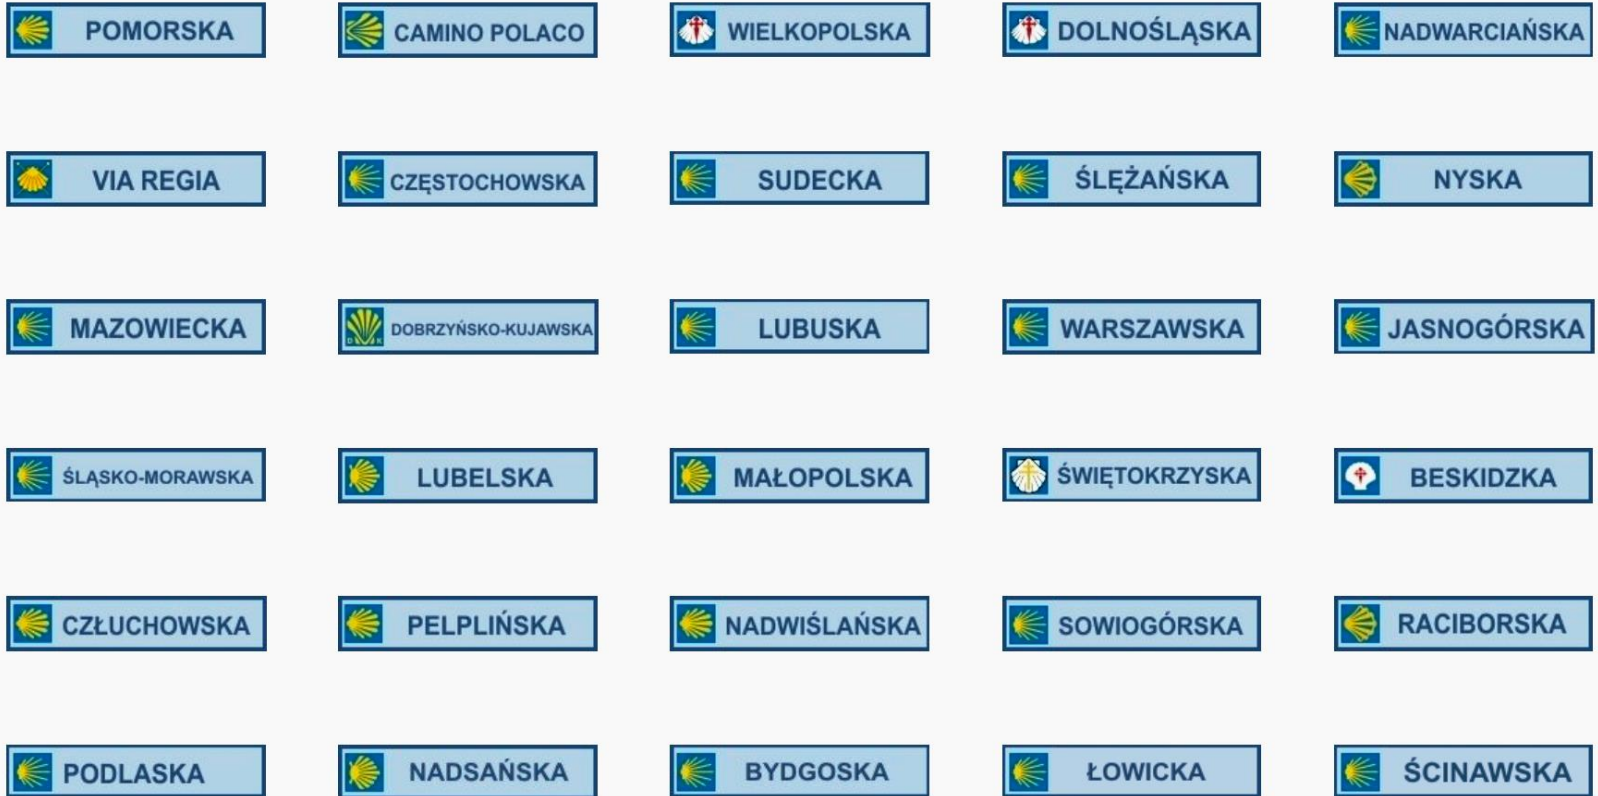 POMORSKA
CAMINO POLACO
WIELKOPOLSKA
DOLNOŚLĄSKA
NADWARCIAŃSKA
VIA REGIA
CZĘSTOCHOWSKA
SUDECKA
ŚLĘŻAŃSKA
NYSKA
MAZOWIECKA
D K DOBRZYŃSKO-KUJAWSKA
LUBUSKA
WARSZAWSKA
JASNOGÓRSKA
ŚLĄSKO-MORAWSKA
LUBELSKA
MAŁOPOLSKA
ŚWIĘTOKRZYSKA
BESKIDZKA
CZŁUCHOWSKA
PELPLIŃSKA
NADWIŚLAŃSKA
SOWIOGÓRSKA
RACIBORSKA
PODLASKA
NADSAŃSKA
BYDGOSKA
ŁOWICKA
ŚCINAWSKA